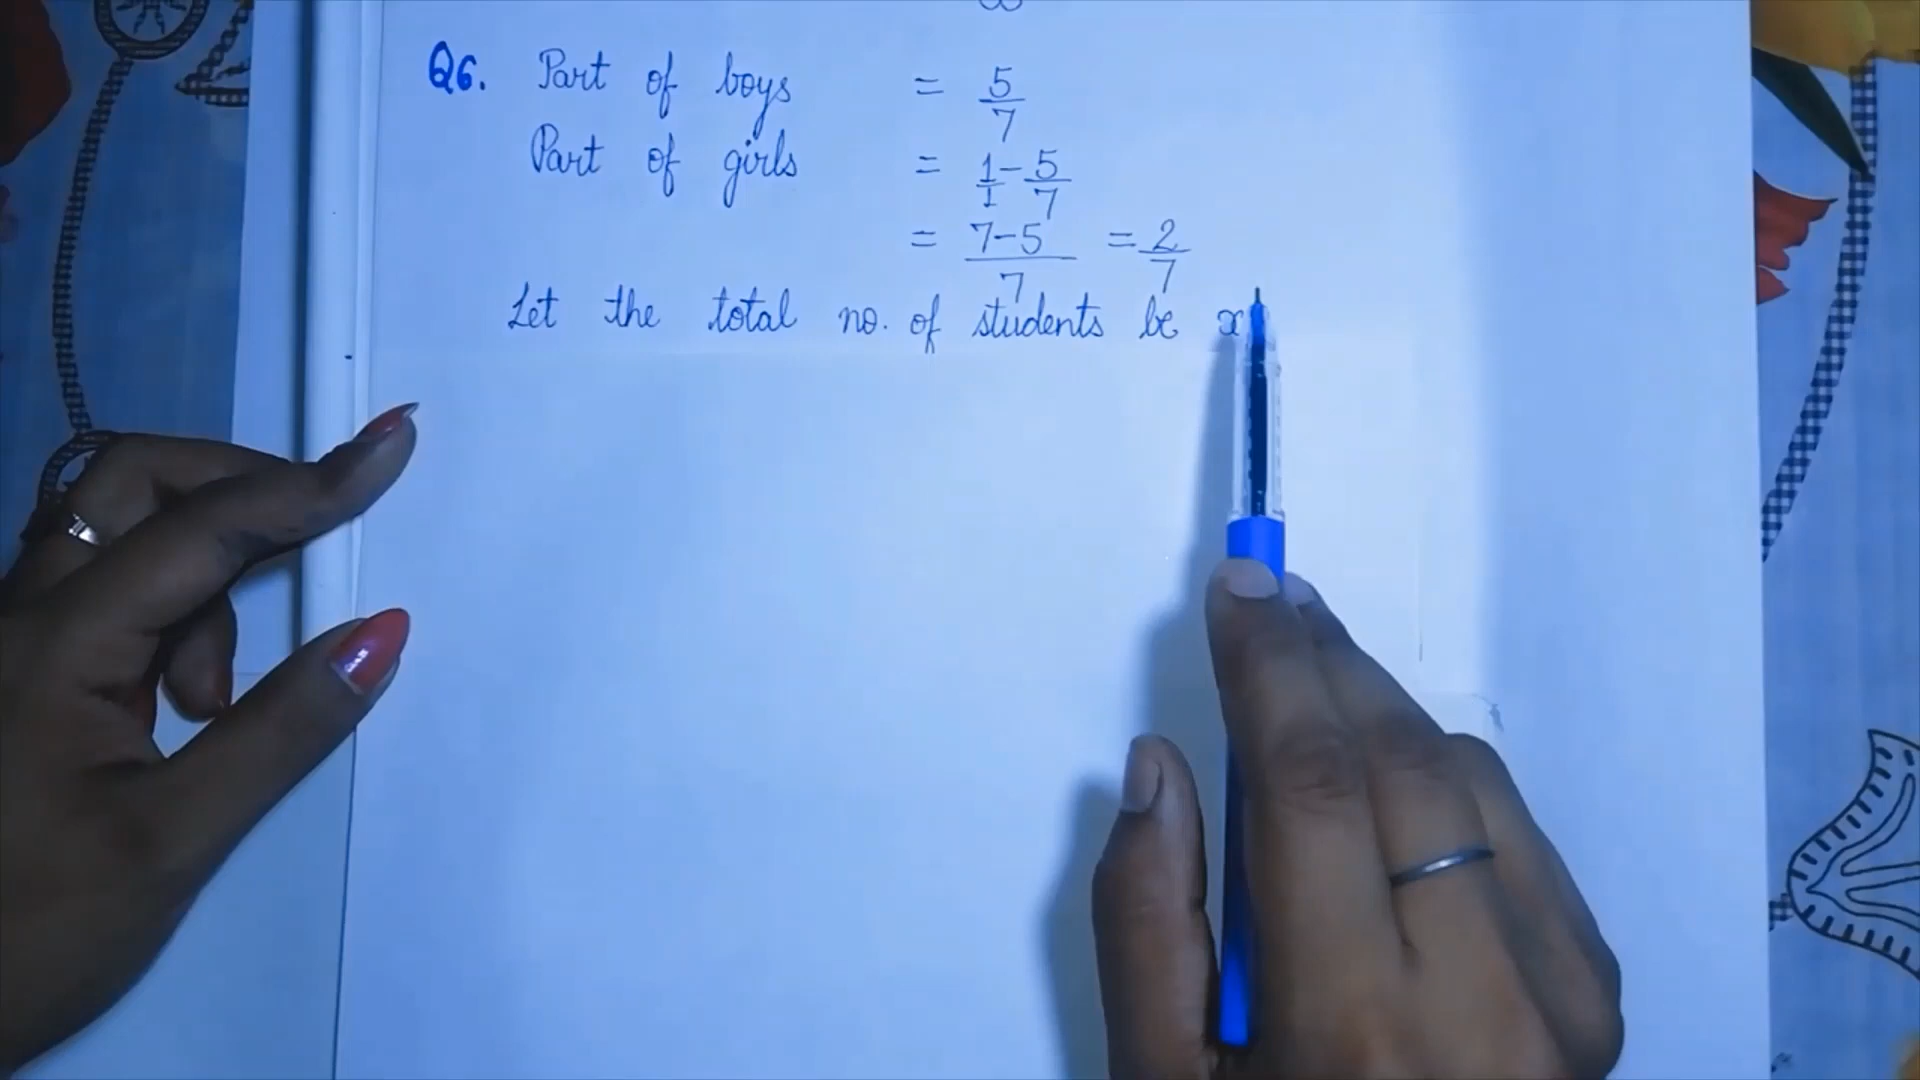 Q6. Part of boys = 5/7
Part of girls = 1/1 - 5/7
= 7-5/7 = 2/7
Let the total no. of students be x